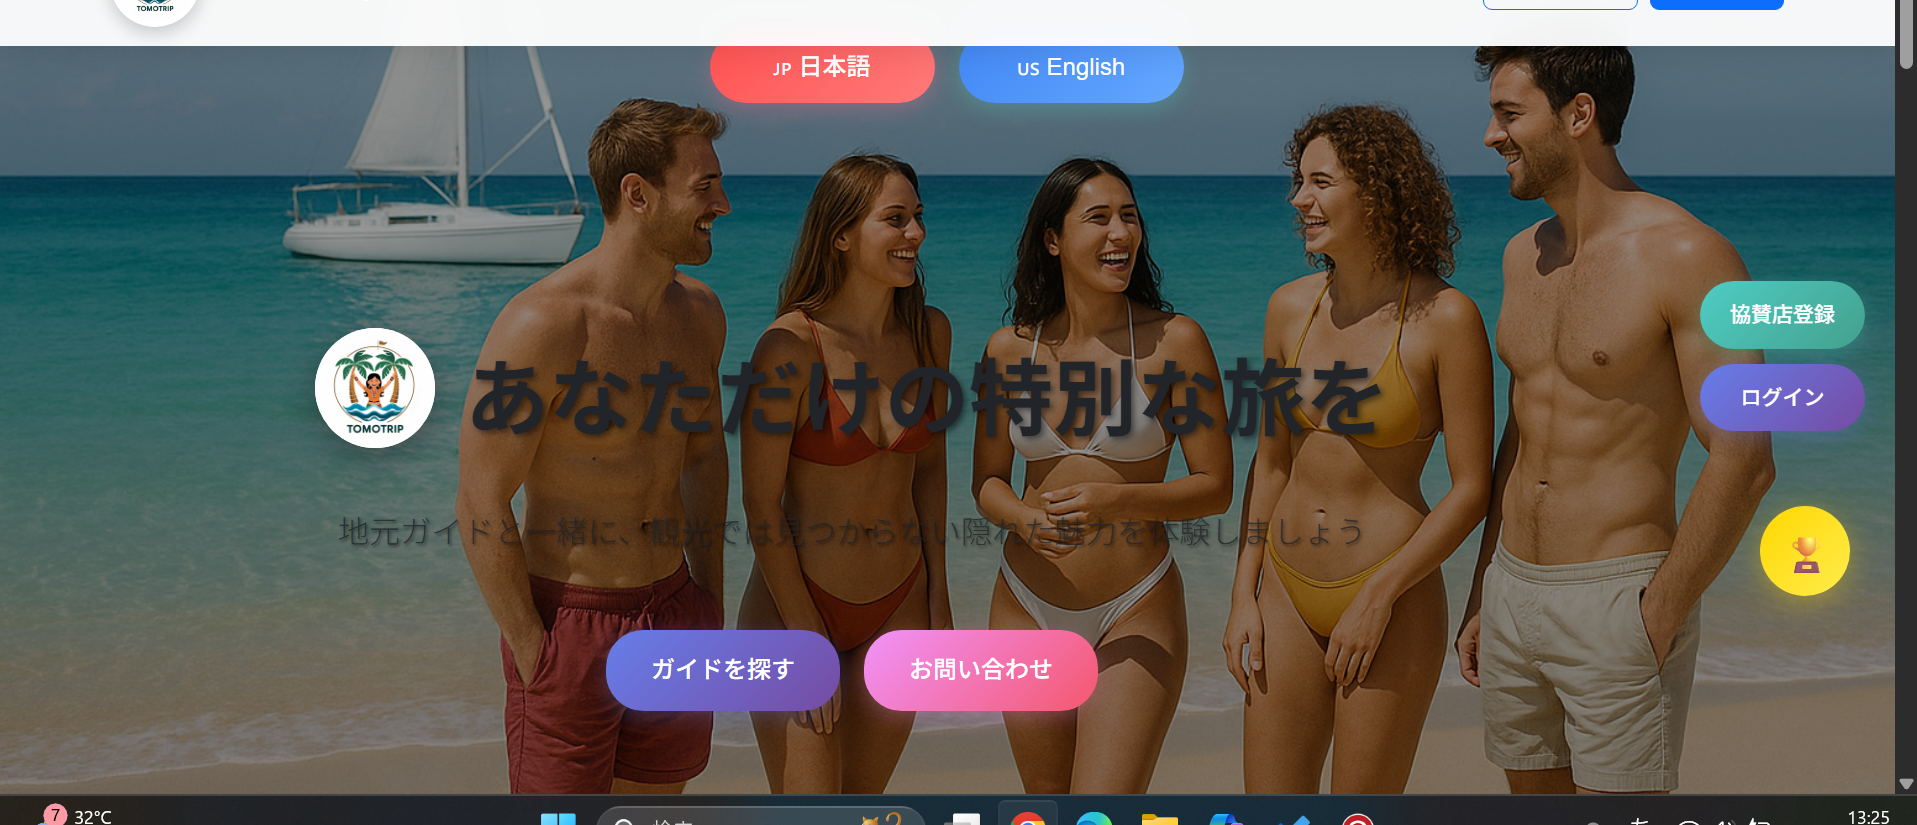 TOMOTRIP
JP 日本語
US English
協賛店登録
TOMOTRIP
あなただけの特別な旅を
ログイン
地元ガイドと一緒に、観光では見つからない隠れた魅力を体験しましょう
ガイドを探す
お問い合わせ
7
32°C
13:25